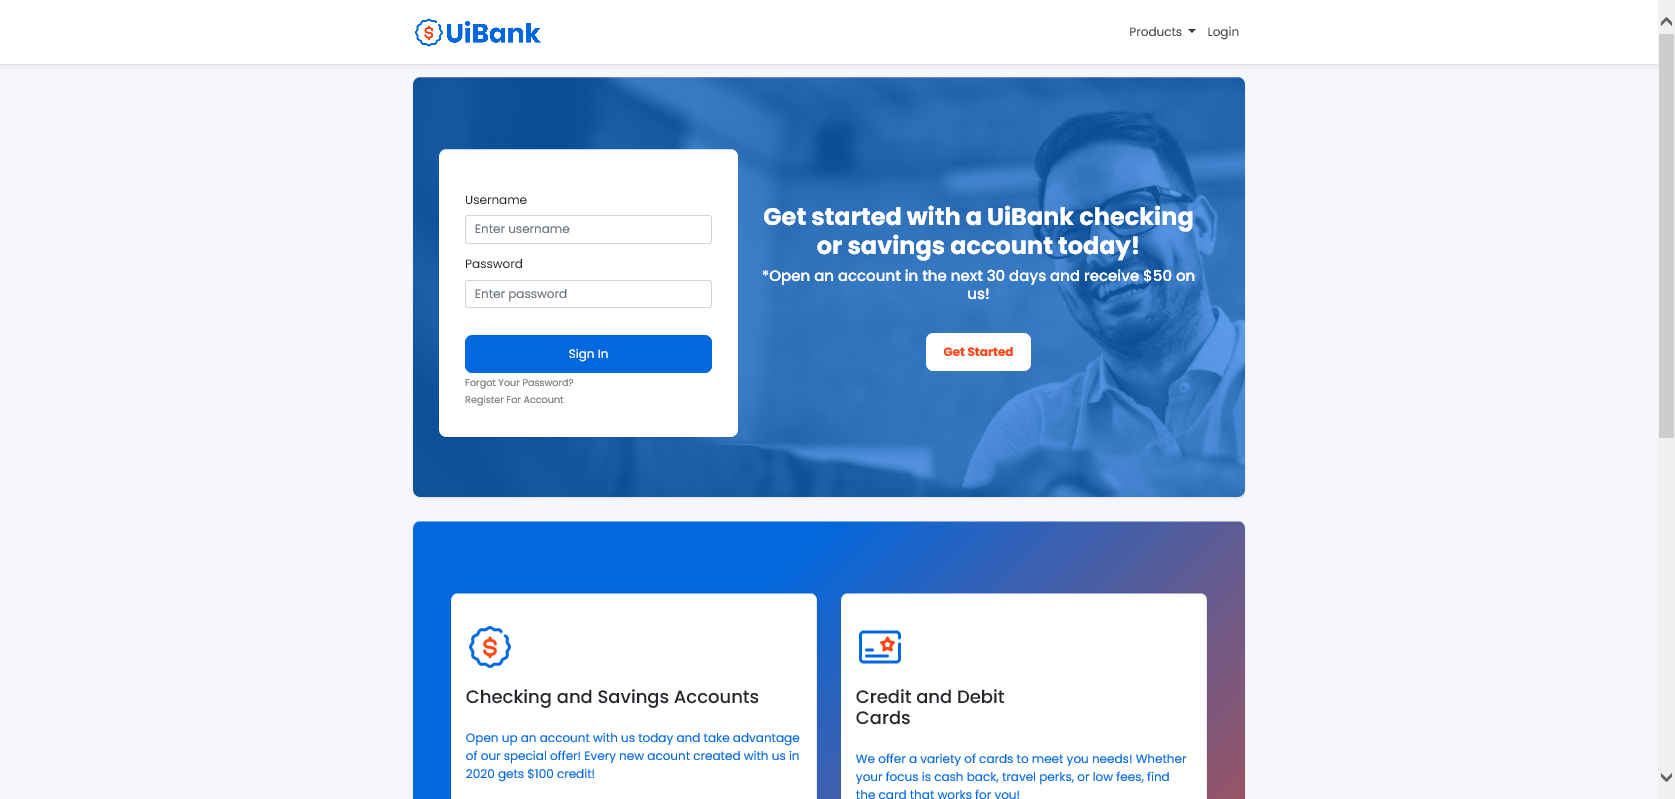 UiBank
Products
Login
Username
Enter username
Password
Enter password
Sign In
Forgot Your Password?
Register For Account
Get started with a UiBank checking
or savings account today!
*Open an account in the next 30 days and receive $50 on
us!
Get Started
Checking and Savings Accounts
Open up an account with us today and take advantage
of our special offer! Every new acount created with us in
2020 gets $100 credit!
Credit and Debit
Cards
We offer a variety of cards to meet you needs! Whether
your focus is cash back, travel perks, or low fees, find
the card that works for you!